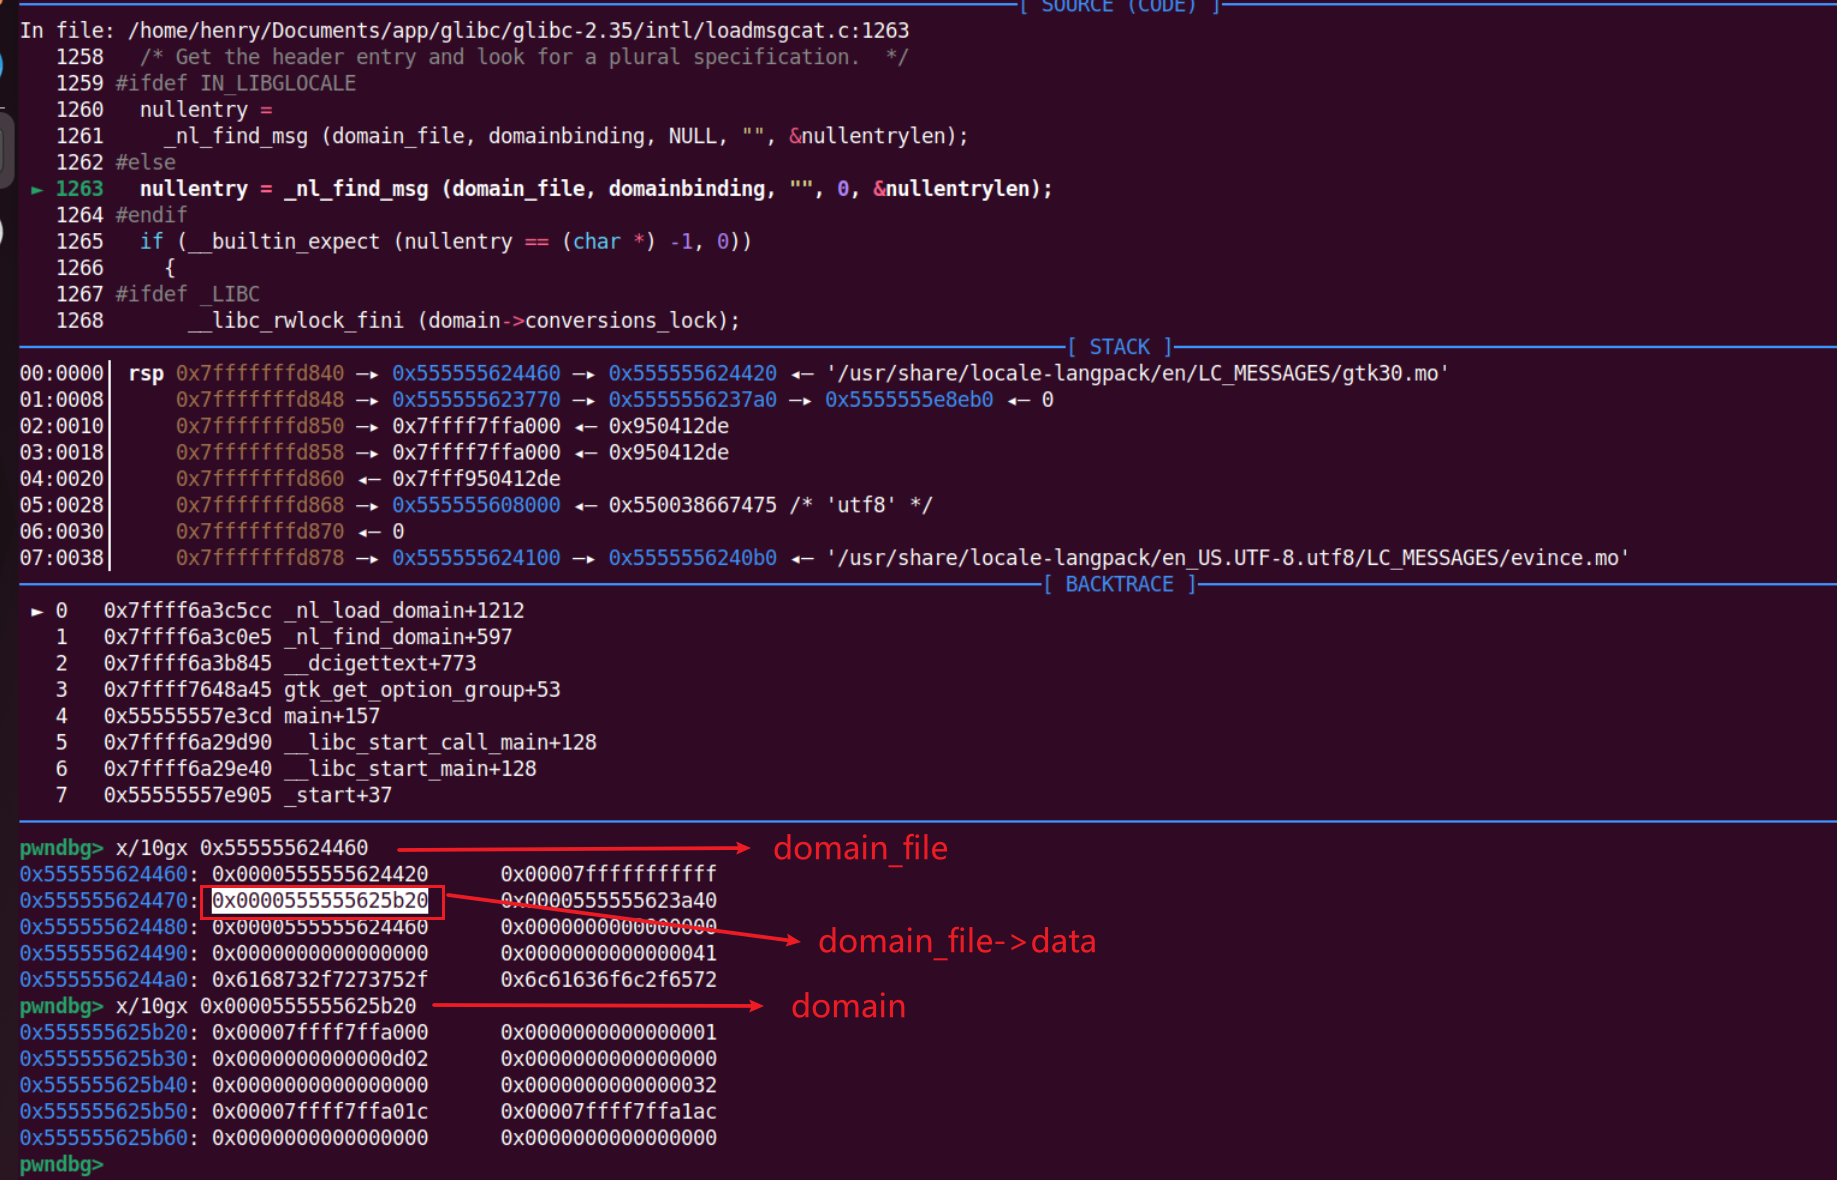 [ SOURCE (CODE) ]
In file: /home/henry/Documents/app/glibc/glibc-2.35/intl/loadmsgcat.c:1263
1258   /* Get the header entry and look for a plural specification.  */
1259 #ifdef IN_LIBGLOCALE
1260   nullentry =
1261     _nl_find_msg (domain_file, domainbinding, NULL, "", &nullentrylen);
1262 #else
► 1263   nullentry = _nl_find_msg (domain_file, domainbinding, "", 0, &nullentrylen);
1264 #endif
1265   if (__builtin_expect (nullentry == (char *) -1, 0))
1266     {
1267 #ifdef _LIBC
1268       __libc_rwlock_fini (domain->conversions_lock);
[ STACK ]
00:0000│ rsp 0x7fffffffd840 —▸ 0x555555624460 —▸ 0x555555624420 ◂— '/usr/share/locale-langpack/en/LC_MESSAGES/gtk30.mo'
01:0008│     0x7fffffffd848 —▸ 0x555555623770 —▸ 0x5555556237a0 —▸ 0x5555555e8eb0 ◂— 0
02:0010│     0x7fffffffd850 —▸ 0x7ffff7ffa000 ◂— 0x950412de
03:0018│     0x7fffffffd858 —▸ 0x7ffff7ffa000 ◂— 0x950412de
04:0020│     0x7fffffffd860 ◂— 0x7fff950412de
05:0028│     0x7fffffffd868 —▸ 0x555555608000 ◂— 0x550038667475 /* 'utf8' */
06:0030│     0x7fffffffd870 ◂— 0
07:0038│     0x7fffffffd878 —▸ 0x555555624100 —▸ 0x5555556240b0 ◂— '/usr/share/locale-langpack/en_US.UTF-8.utf8/LC_MESSAGES/evince.mo'
[ BACKTRACE ]
► 0   0x7ffff6a3c5cc _nl_load_domain+1212
1   0x7ffff6a3c0e5 _nl_find_domain+597
2   0x7ffff6a3b845 __dcigettext+773
3   0x7ffff7648a45 gtk_get_option_group+53
4   0x55555557e3cd main+157
5   0x7ffff6a29d90 __libc_start_call_main+128
6   0x7ffff6a29e40 __libc_start_main+128
7   0x55555557e905 _start+37
pwndbg> x/10gx 0x555555624460 domain_file
0x555555624460: 0x0000555555624420 0x00007fffffffffff
0x555555624470: 0x0000555555625b20 0x0000555555623a40
0x555555624480: 0x0000555555624460 0x0000000000000000
domain_file->data
0x555555624490: 0x0000000000000000 0x0000000000000041
0x5555556244a0: 0x6168732f7273752f 0x6c61636f6c2f6572
pwndbg> x/10gx 0x0000555555625b20 domain
0x555555625b20: 0x00007ffff7ffa000 0x0000000000000001
0x555555625b30: 0x0000000000000d02 0x0000000000000000
0x555555625b40: 0x0000000000000000 0x0000000000000032
0x555555625b50: 0x00007ffff7ffa01c 0x00007ffff7ffa1ac
0x555555625b60: 0x0000000000000000 0x0000000000000000
pwndbg>